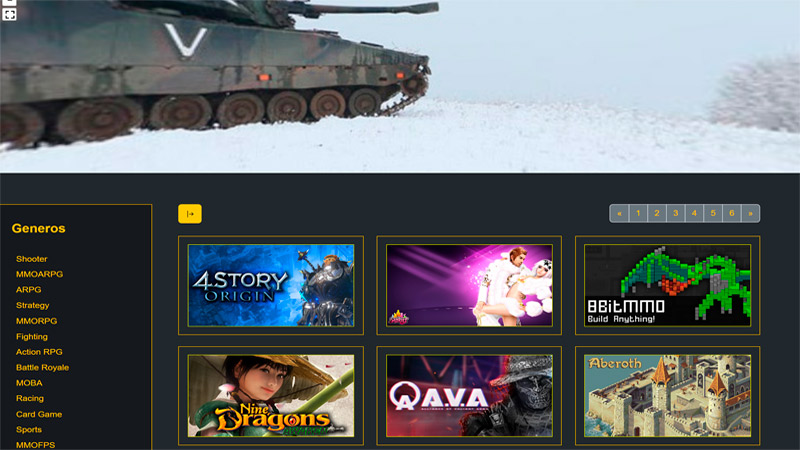 V
Generos
Shooter
MMOARPG
ARPG
Strategy
MMORPG
Fighting
Action RPG
Battle Royale
MOBA
Racing
Card Game
Sports
MMOFPS
« 1 2 3 4 5 6 »
4STORY
ORIGIN
8BitMMO
Build Anything!
Nine
Dragons
A.V.A
Aberoth